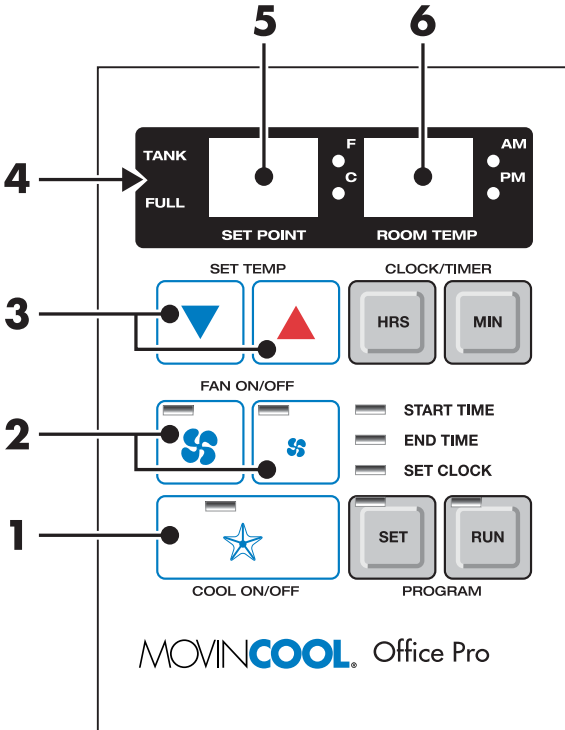 5 6
TANK F AM
4
C PM
FULL
SET POINT ROOM TEMP
SET TEMP CLOCK/TIMER
3 HRS MIN
FAN ON/OFF
START TIME
2 END TIME
SET CLOCK
1 SET RUN
COOL ON/OFF PROGRAM
MOVINCOOL® Office Pro